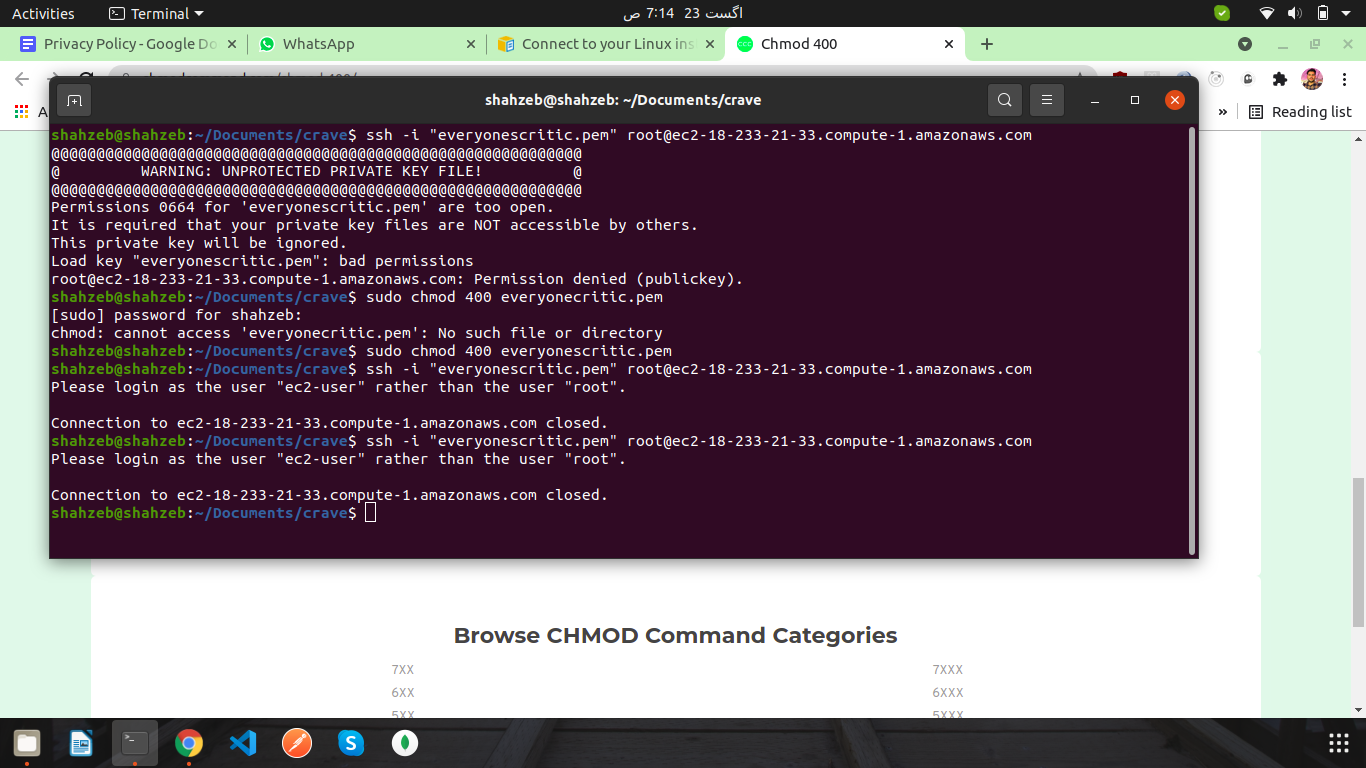 Activities
Terminal
اگست 23 7:14 ص
Privacy Policy - Google Do
WhatsApp
Connect to your Linux ins
Chmod 400
shahzeb@shahzeb: ~/Documents/crave
A
»
Reading list
shahzeb@shahzeb:~/Documents/crave$ ssh -i "everyonescritic.pem" root@ec2-18-233-21-33.compute-1.amazonaws.com
@@@@@@@@@@@@@@@@@@@@@@@@@@@@@@@@@@@@@@@@@@@@@@@@@@@@@@@@@@@
@         WARNING: UNPROTECTED PRIVATE KEY FILE!          @
@@@@@@@@@@@@@@@@@@@@@@@@@@@@@@@@@@@@@@@@@@@@@@@@@@@@@@@@@@@
Permissions 0664 for 'everyonescritic.pem' are too open.
It is required that your private key files are NOT accessible by others.
This private key will be ignored.
Load key "everyonescritic.pem": bad permissions
root@ec2-18-233-21-33.compute-1.amazonaws.com: Permission denied (publickey).
shahzeb@shahzeb:~/Documents/crave$ sudo chmod 400 everyonecritic.pem
[sudo] password for shahzeb:
chmod: cannot access 'everyonecritic.pem': No such file or directory
shahzeb@shahzeb:~/Documents/crave$ sudo chmod 400 everyonescritic.pem
shahzeb@shahzeb:~/Documents/crave$ ssh -i "everyonescritic.pem" root@ec2-18-233-21-33.compute-1.amazonaws.com
Please login as the user "ec2-user" rather than the user "root".
Connection to ec2-18-233-21-33.compute-1.amazonaws.com closed.
shahzeb@shahzeb:~/Documents/crave$ ssh -i "everyonescritic.pem" root@ec2-18-233-21-33.compute-1.amazonaws.com
Please login as the user "ec2-user" rather than the user "root".
Connection to ec2-18-233-21-33.compute-1.amazonaws.com closed.
shahzeb@shahzeb:~/Documents/crave$
Browse CHMOD Command Categories
7XX
7XXX
6XX
6XXX
5XX
5XXX